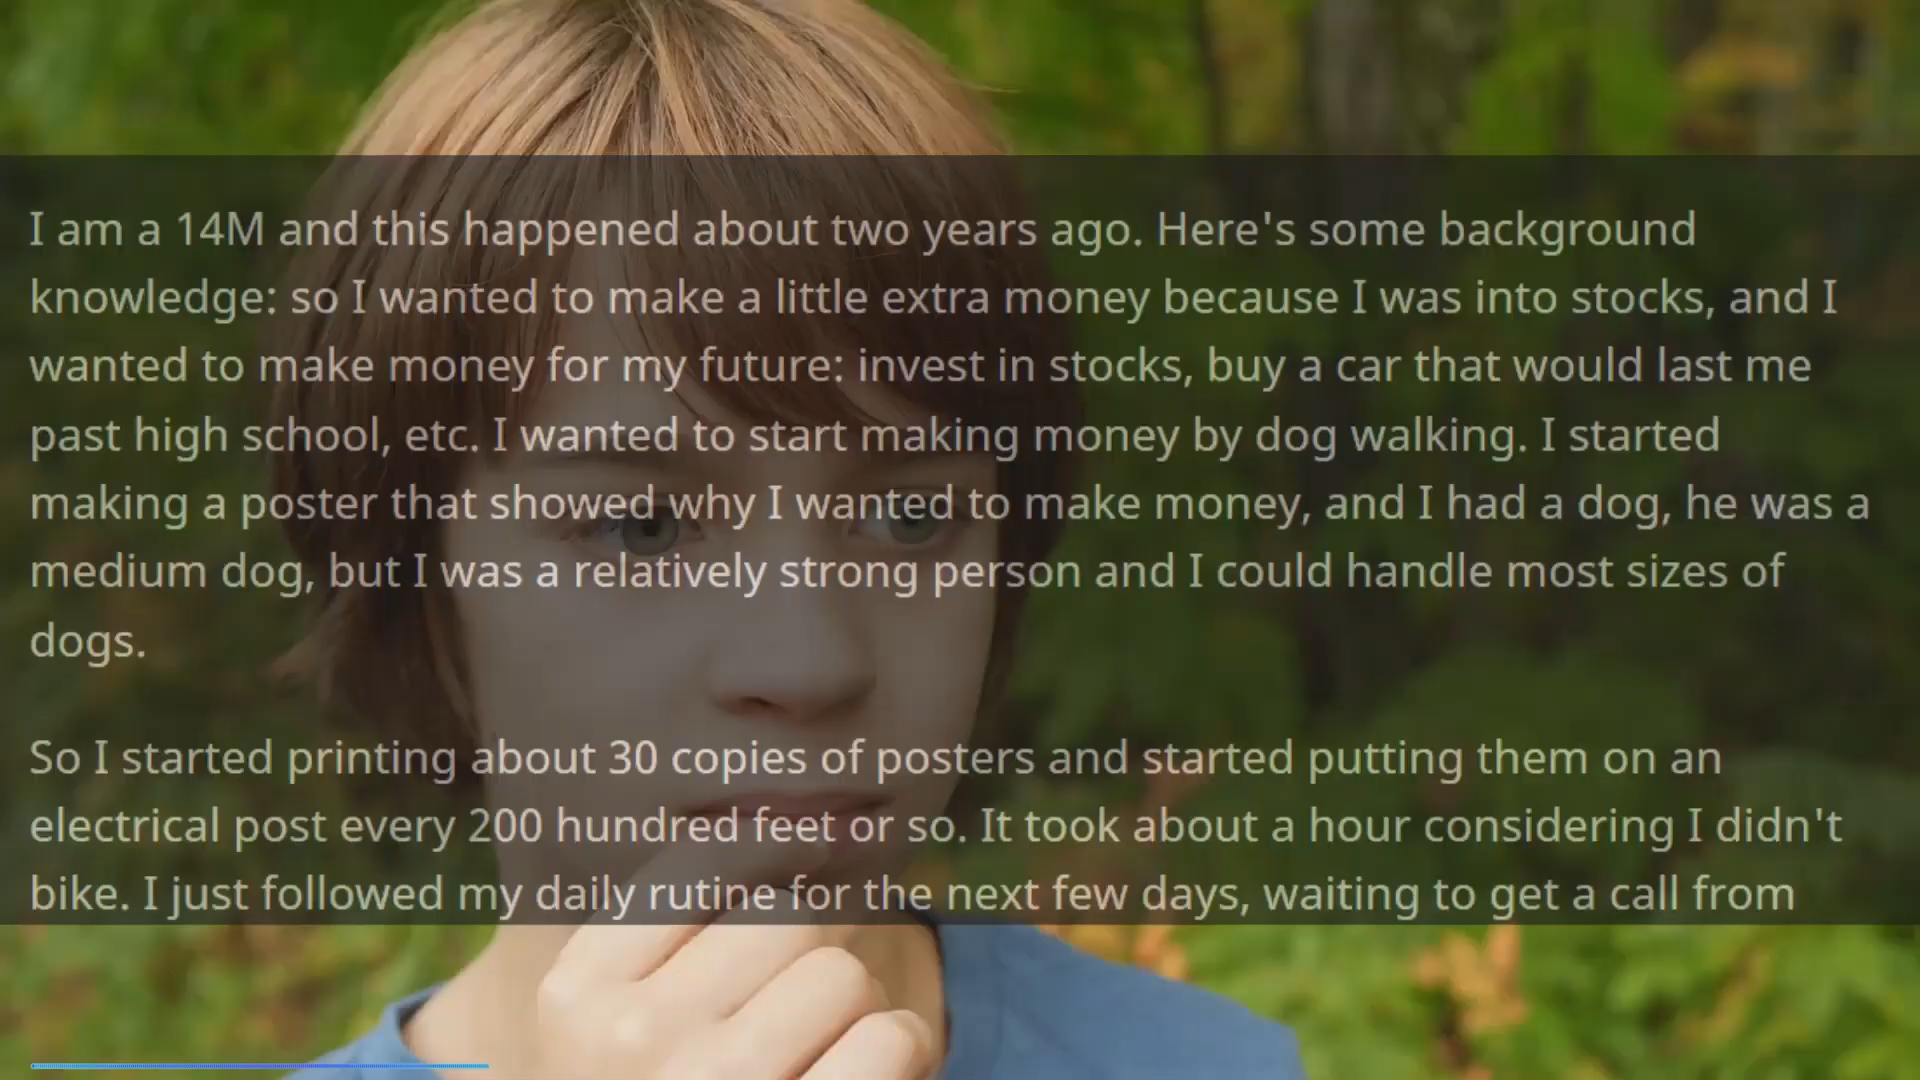 I am a 14M and this happened about two years ago. Here's some background
knowledge: so I wanted to make a little extra money because I was into stocks, and I
wanted to make money for my future: invest in stocks, buy a car that would last me
past high school, etc. I wanted to start making money by dog walking. I started
making a poster that showed why I wanted to make money, and I had a dog, he was a
medium dog, but I was a relatively strong person and I could handle most sizes of
dogs.
So I started printing about 30 copies of posters and started putting them on an
electrical post every 200 hundred feet or so. It took about a hour considering I didn't
bike. I just followed my daily rutine for the next few days, waiting to get a call from